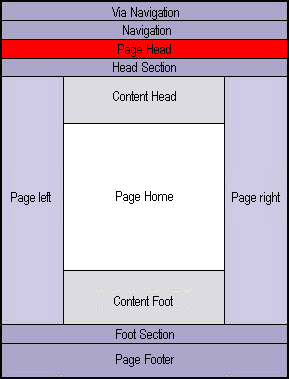 Via Navigation
Navigation
Page Head
Head Section
Content Head
Page left
Page Home
Page right
Content Foot
Foot Section
Page Footer